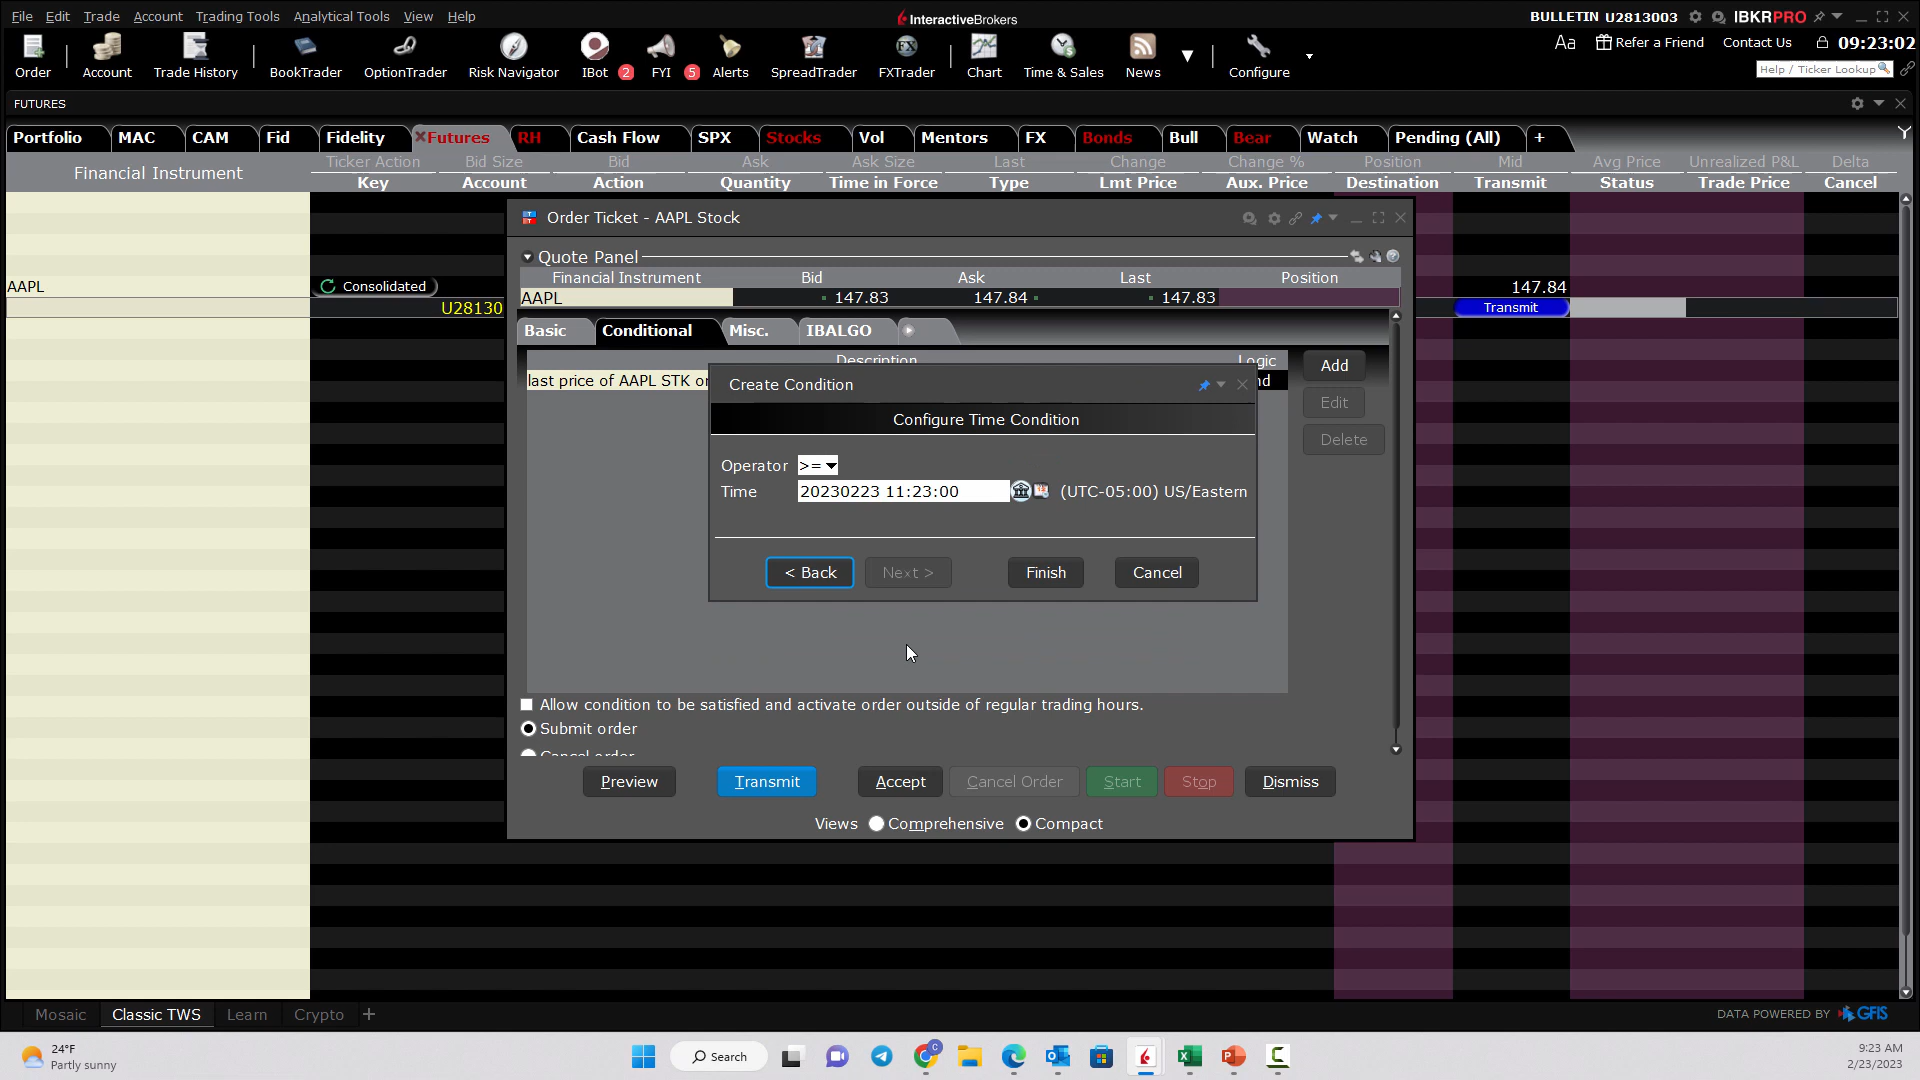 File Edit Trade Account Trading Tools Analytical Tools View Help
InteractiveBrokers
BULLETIN U2813003 IBKRPRO
Order Account Trade History BookTrader OptionTrader Risk Navigator IBot 2 FYI 5 Alerts SpreadTrader FXTrader Chart Time & Sales News Configure
Aa Refer a Friend Contact Us 09:23:02
Help / Ticker Lookup
FUTURES
Portfolio MAC CAM Fid Fidelity Futures RH Cash Flow SPX Stocks Vol Mentors FX Bonds Bull Bear Watch Pending (All) +
Financial Instrument
Ticker Action Bid Size Bid Ask Ask Size Last Change Change % Position Mid Avg Price Unrealized P&L Delta
Key Account Action Quantity Time in Force Type Lmt Price Aux. Price Destination Transmit Status Trade Price Cancel
AAPL Consolidated 147.84
U28130 Transmit
Order Ticket - AAPL Stock
Quote Panel
Financial Instrument Bid Ask Last Position
AAPL 147.83 147.84 147.83
Basic Conditional Misc. IBALGO
Description Logic
last price of AAPL STK or nd
Add
Edit
Delete
Create Condition
Configure Time Condition
Operator >=
Time 20230223 11:23:00 (UTC-05:00) US/Eastern
< Back Next > Finish Cancel
Allow condition to be satisfied and activate order outside of regular trading hours.
Submit order
Cancel order
Preview Transmit Accept Cancel Order Start Stop Dismiss
Views Comprehensive Compact
Mosaic Classic TWS Learn Crypto +
DATA POWERED BY GFIS
24°F
Partly sunny
Search
9:23 AM
2/23/2023